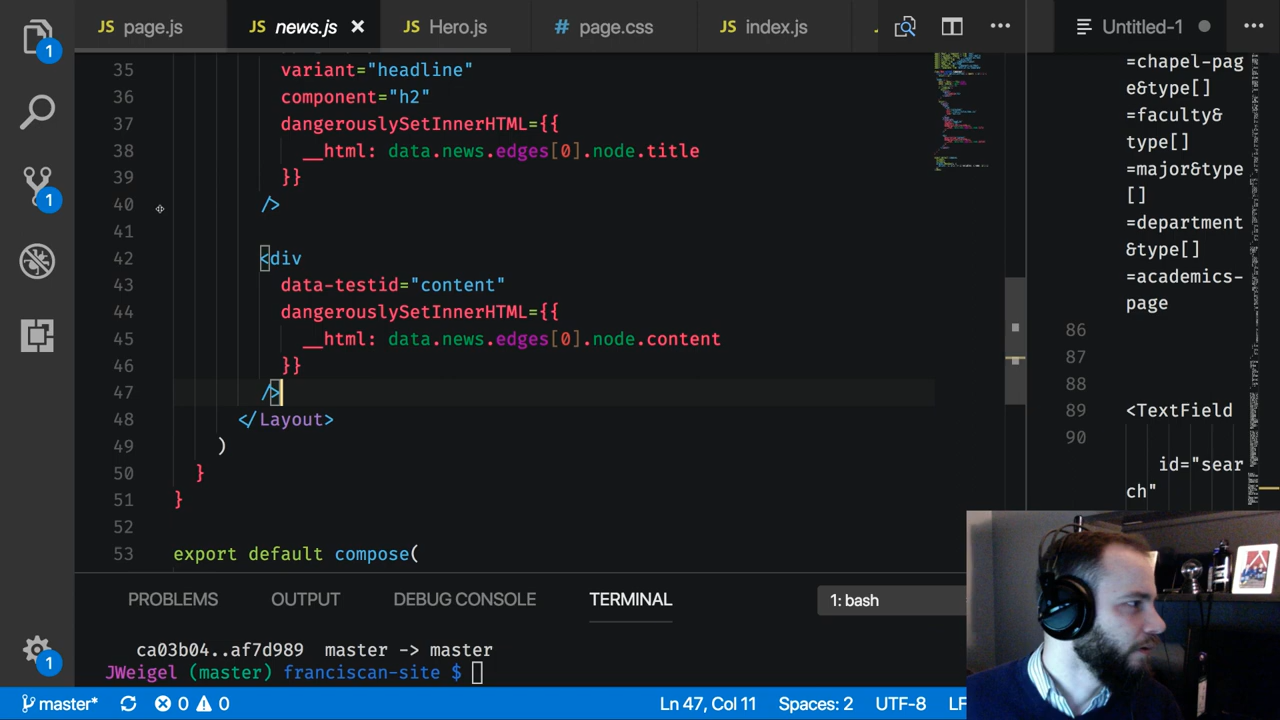 1
JS page.js
JS news.js ×
JS Hero.js
# page.css
JS index.js
Untitled-1
35 variant="headline"
36 component="h2"
37 dangerouslySetInnerHTML={{
38 __html: data.news.edges[0].node.title
39 }}
40 />
41
42 <div
43 data-testid="content"
44 dangerouslySetInnerHTML={{
45 __html: data.news.edges[0].node.content
46 }}
47 />
48 </Layout>
49 )
50 }
51 }
52
53 export default compose(
=chapel-pag
e&type[]
=faculty&
type[]
=major&type
[]
=department
&type[]
=academics-
page
86
87
88
89 <TextField
90
id="sear
ch"
1
1
PROBLEMS OUTPUT DEBUG CONSOLE TERMINAL 1: bash
ca03b04..af7d989 master -> master
JWeigel (master) franciscan-site $
master* 0 0 Ln 47, Col 11 Spaces: 2 UTF-8 LF